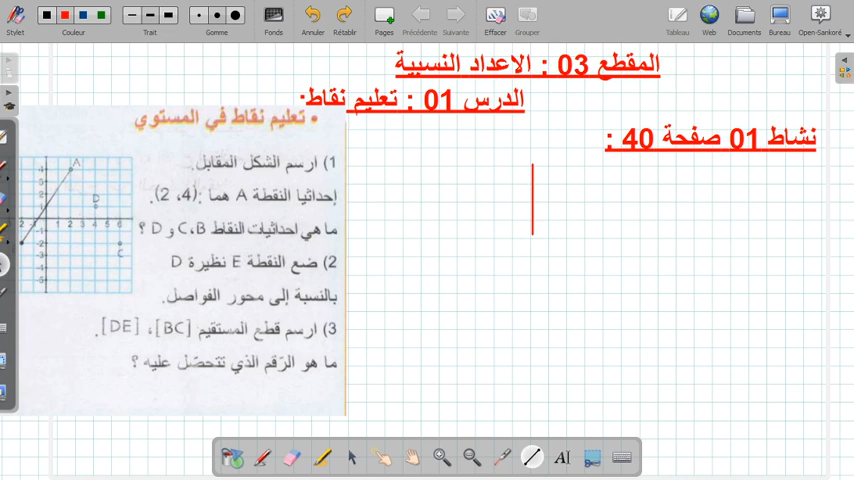 Stylet
Couleur
Trait
Gomme
Fonds
Annuler
Rétablir
Pages
Précédente
Suivante
Effacer
Grouper
Tableau
Web
Documents
Bureau
Open-Sankoré
المقطع 03 : الاعداد النسبية
الدرس 01 : تعليم نقاط
نشاط 01 صفحة 40 :
• تعليم نقاط في المستوي
1) ارسم الشكل المقابل.
إحداثيا النقطة A هما :(4، 2).
ما هي احداثيات النقاط C،B و D ؟
2) ضع النقطة E نظيرة D
بالنسبة إلى محور الفواصل.
3) ارسم قطع المستقيم [BC]، [DE].
ما هو الرّقم الذي تتحصّل عليه ؟
A
D
C